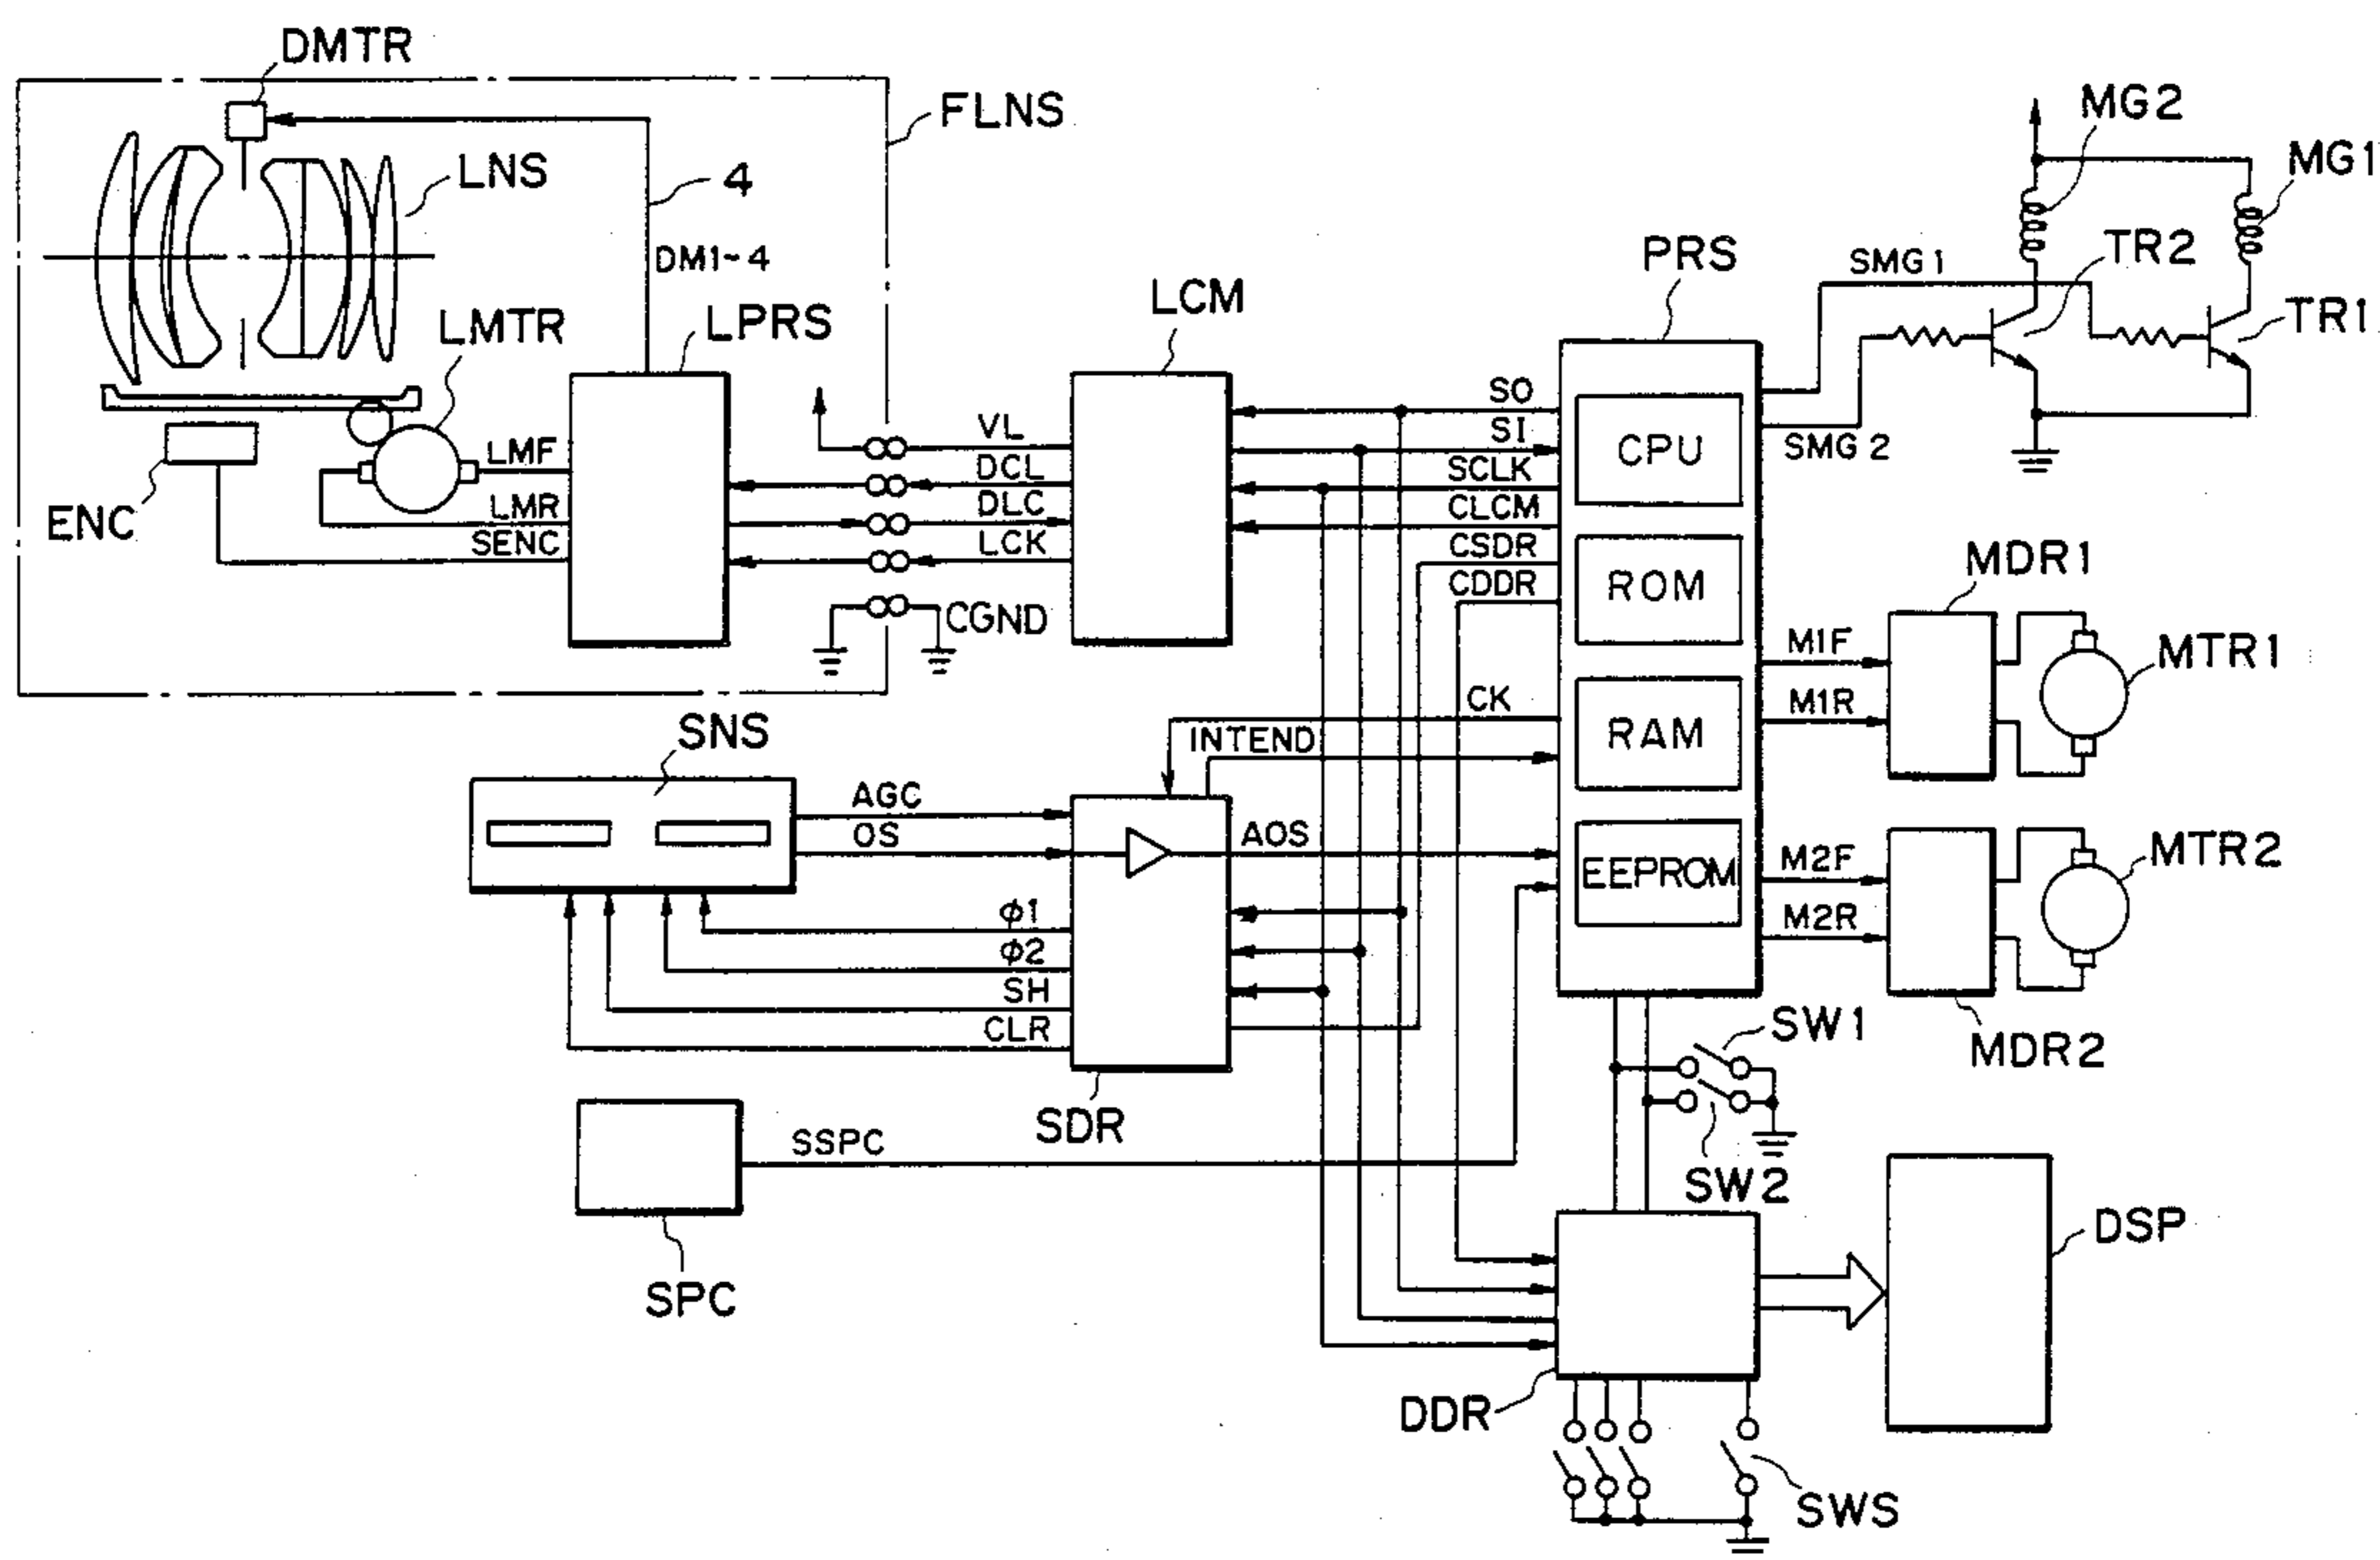 DMTR
FLNS
MG2
LNS
4
MG1
DM1~4
PRS
SMG1
TR2
LMTR
LPRS
LCM
TR1
SO
CPU
VL
SI
SMG2
LMF
DCL
SCLK
LMR
DLC
CLCM
ENC
SENC
LCK
CSDR
MDR1
CDDR
ROM
CGND
M1F
MTR1
CK
M1R
SNS
INTEND
RAM
AGC
OS
AOS
M2F
MTR2
EEPROM
ϕ1
M2R
ϕ2
SH
CLR
SW1
MDR2
SDR
SSPC
SW2
DSP
SPC
DDR
SWS